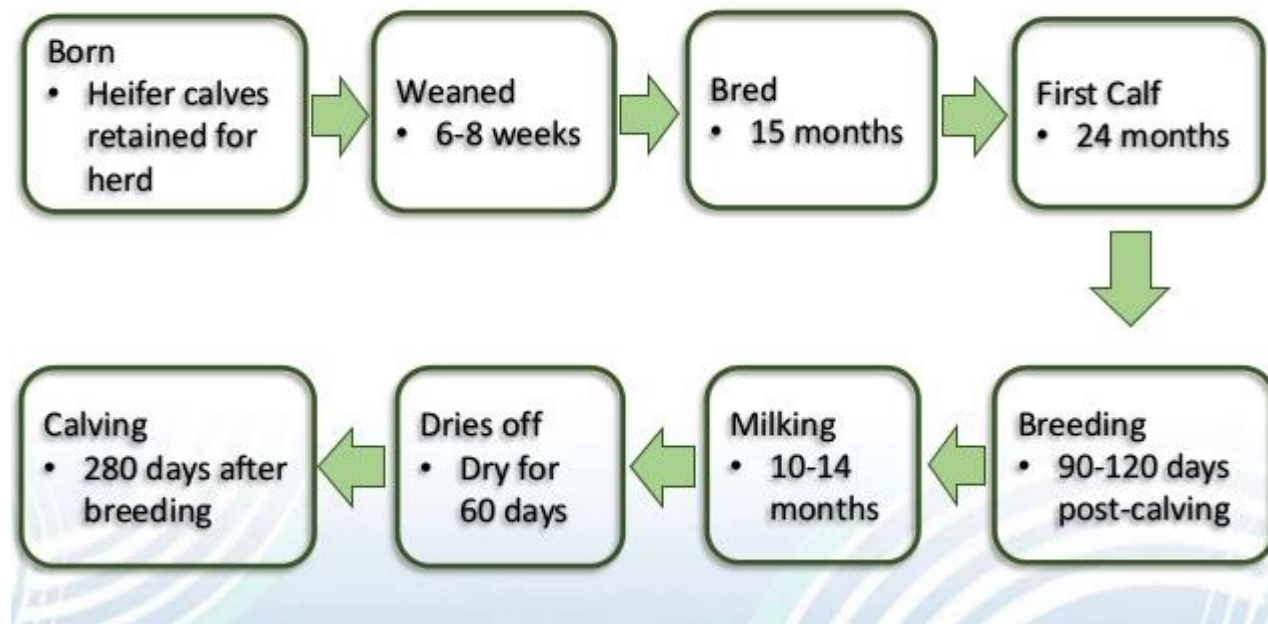 Born
• Heifer calves
retained for
herd
Weaned
• 6-8 weeks
Bred
• 15 months
First Calf
• 24 months
Breeding
• 90-120 days
post-calving
Milking
• 10-14
months
Dries off
• Dry for
60 days
Calving
• 280 days after
breeding